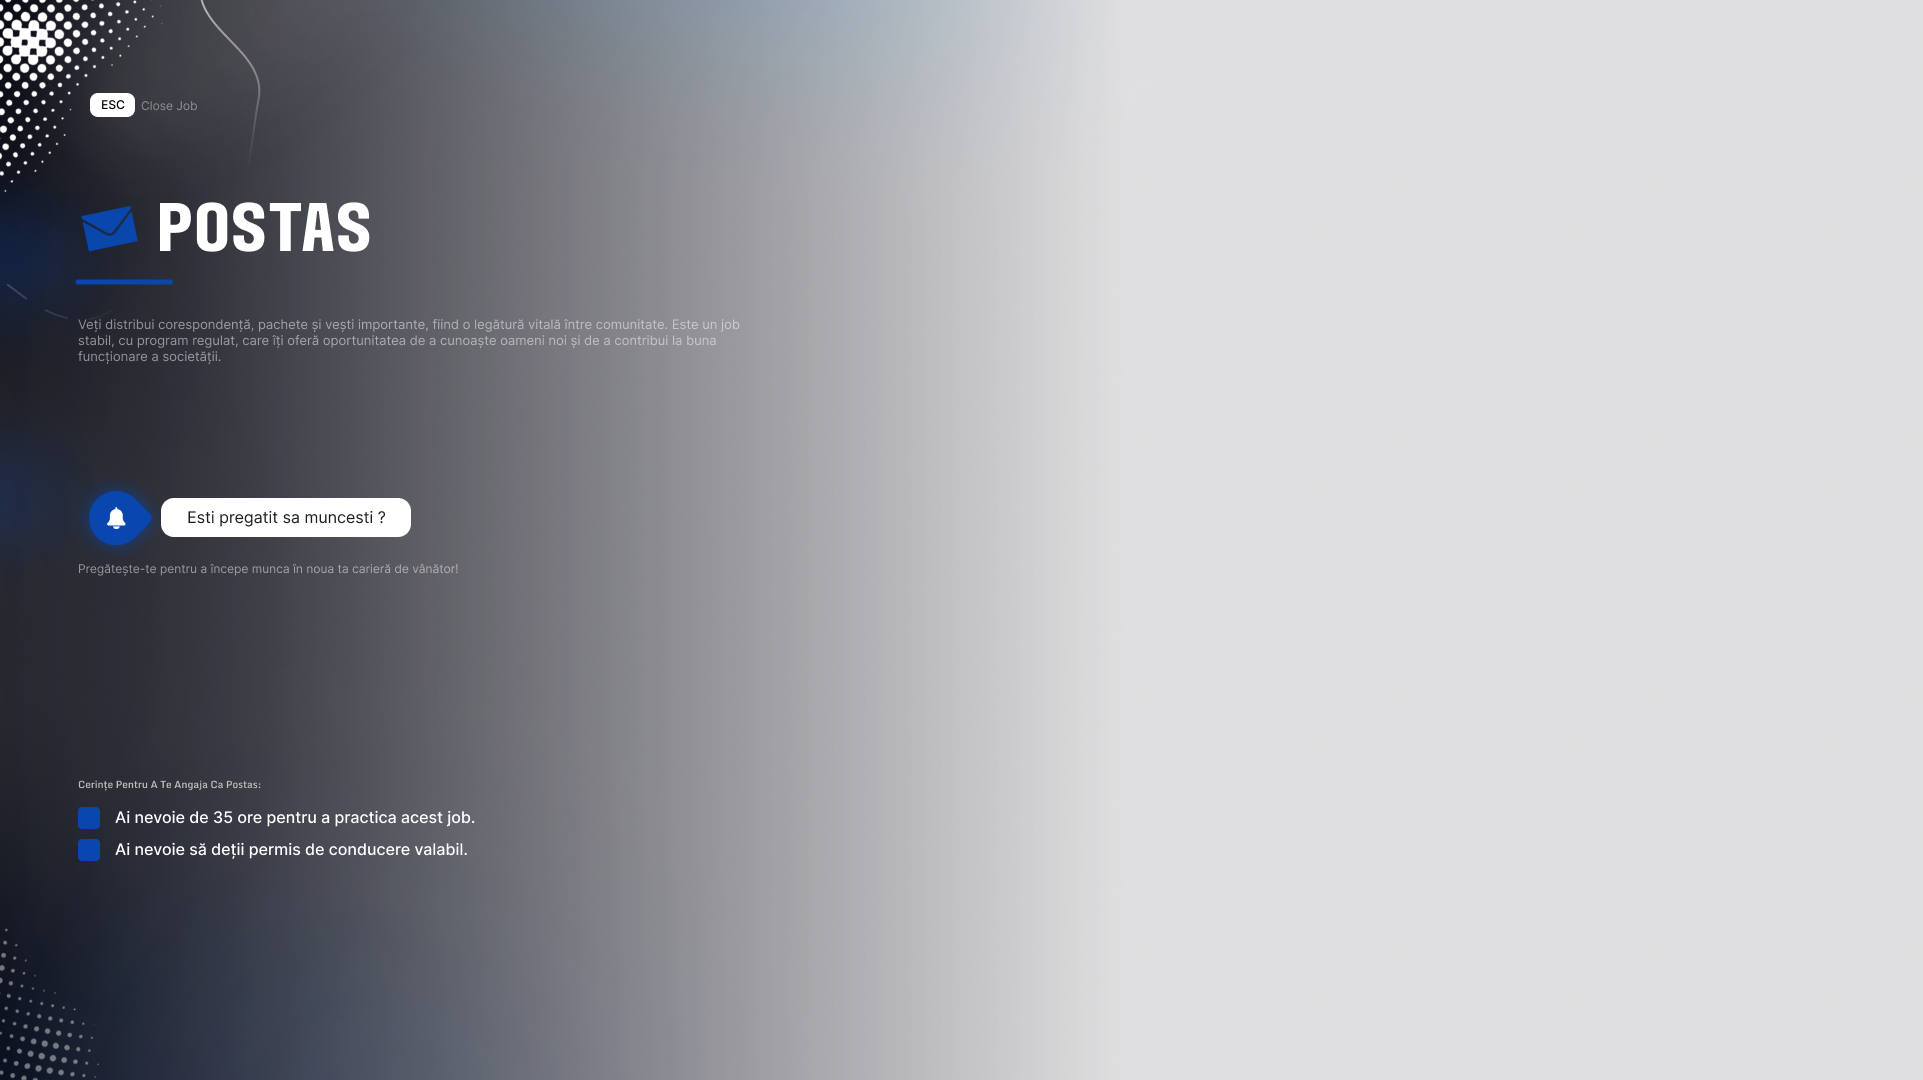 ESC Close Job
POSTAS
Veți distribui corespondență, pachete și vești importante, fiind o legătură vitală între comunitate. Este un job
stabil, cu program regulat, care îți oferă oportunitatea de a cunoaște oameni noi și de a contribui la buna
funcționare a societății.
Esti pregatit sa muncesti ?
Pregătește-te pentru a începe munca în noua ta carieră de vânător!
Cerințe Pentru A Te Angaja Ca Postas:
Ai nevoie de 35 ore pentru a practica acest job.
Ai nevoie să deții permis de conducere valabil.